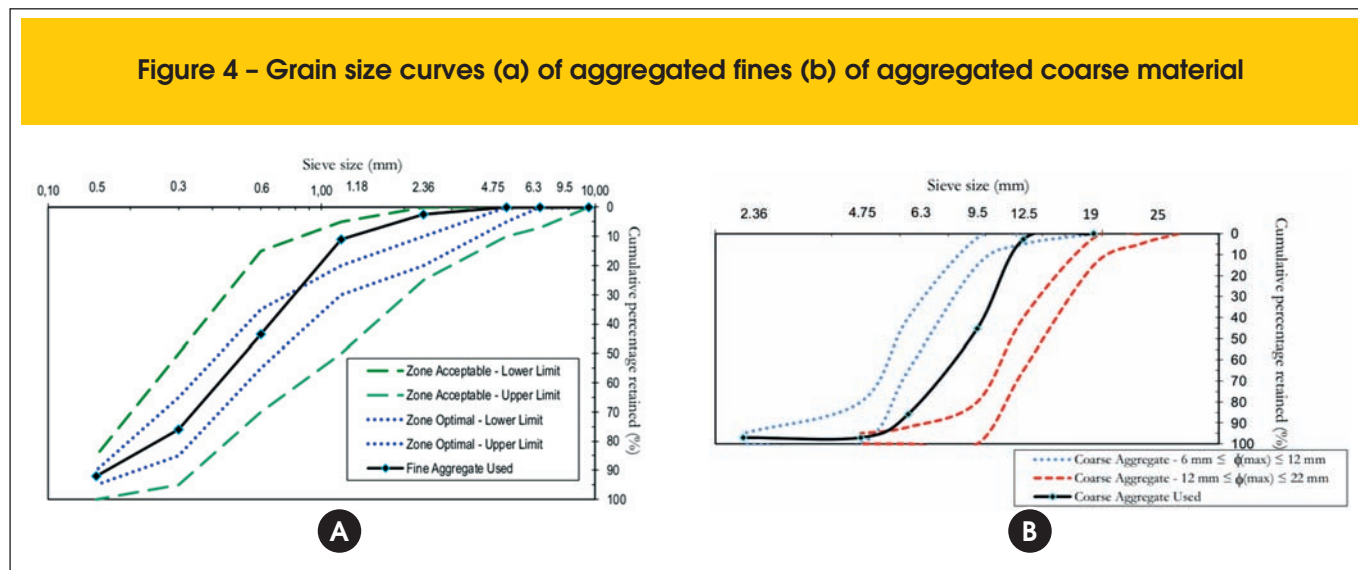 Figure 4 – Grain size curves (a) of aggregated fines (b) of aggregated coarse material
Sieve size (mm)
0,10 0.5 0.3 0.6 1,00 1.18 2.36 4.75 6.3 9.5 10,00
0
10
20
30
40
50
60
70
80
90
100
Cumulative percentage retained (%)
Zone Acceptable - Lower Limit
Zone Acceptable - Upper Limit
Zone Optimal - Lower Limit
Zone Optimal - Upper Limit
Fine Aggregate Used
A
Sieve size (mm)
2.36 4.75 6.3 9.5 12.5 19 25
0
10
20
30
40
50
60
70
80
90
100
Cumulative percentage retained (%)
Coarse Aggregate - 6 mm ≤ ϕ(max) ≤ 12 mm
Coarse Aggregate - 12 mm ≤ ϕ(max) ≤ 22 mm
Coarse Aggregate Used
B